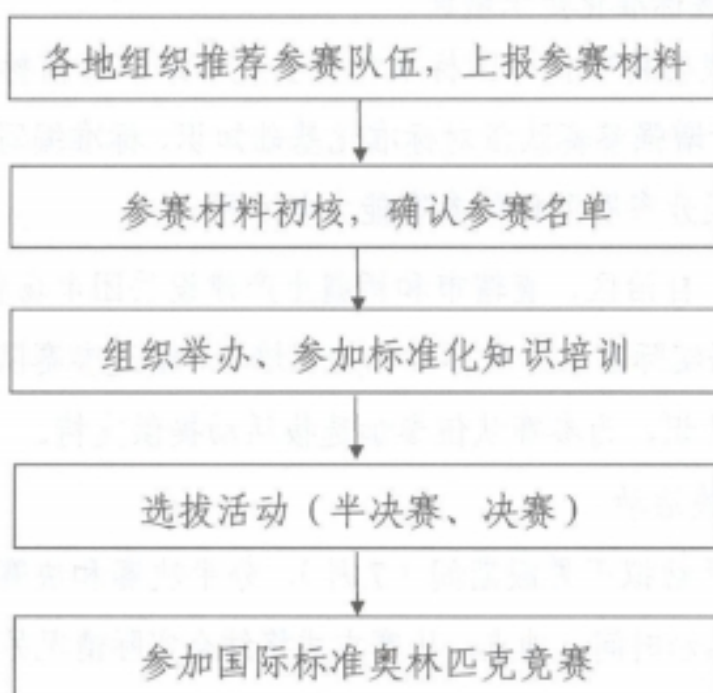 各地组织推荐参赛队伍，上报参赛材料
参赛材料初核，确认参赛名单
组织举办、参加标准化知识培训
选拔活动（半决赛、决赛）
参加国际标准奥林匹克竞赛